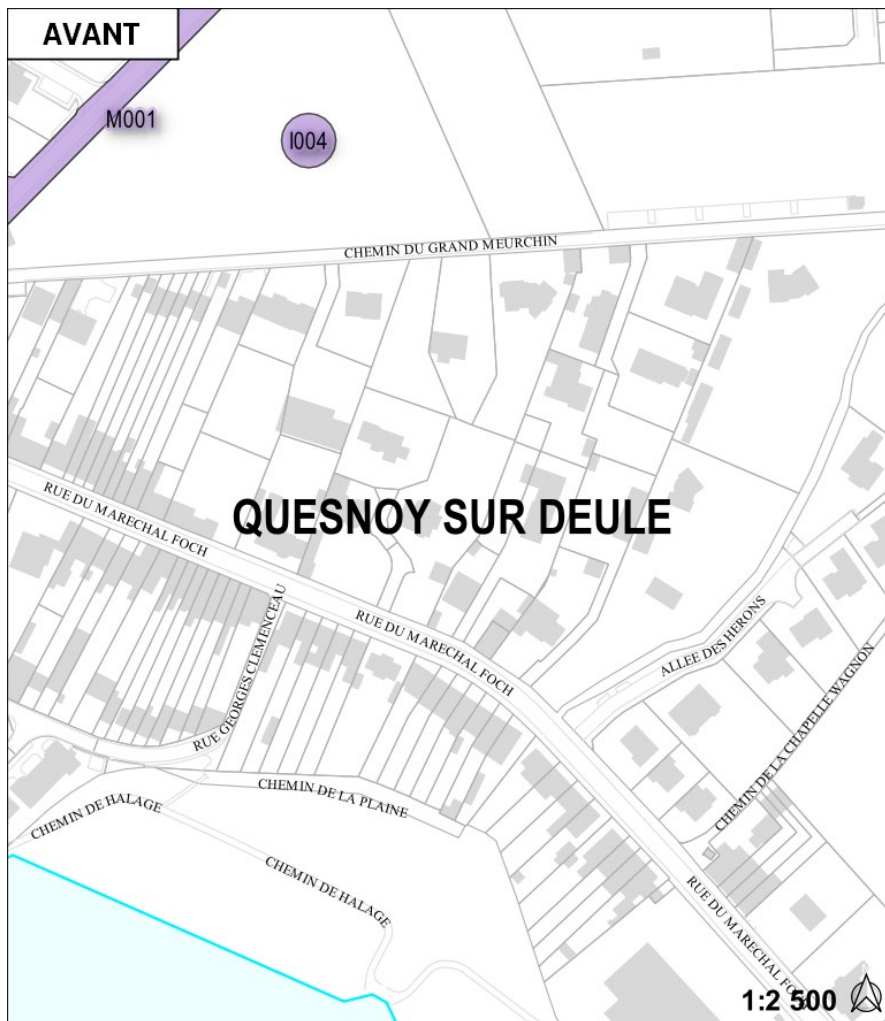 AVANT
M001
I004
CHEMIN DU GRAND MEURCHIN
RUE DU MARECHAL FOCH
QUESNOY SUR DEULE
RUE GEORGES CLEMENCEAU
RUE DU MARECHAL FOCH
ALLEE DES HERONS
CHEMIN DE LA CHAPELLE WAGNON
CHEMIN DE LA PLAINE
CHEMIN DE HALAGE
CHEMIN DE HALAGE
RUE DU MARECHAL FOCH
1:2 500